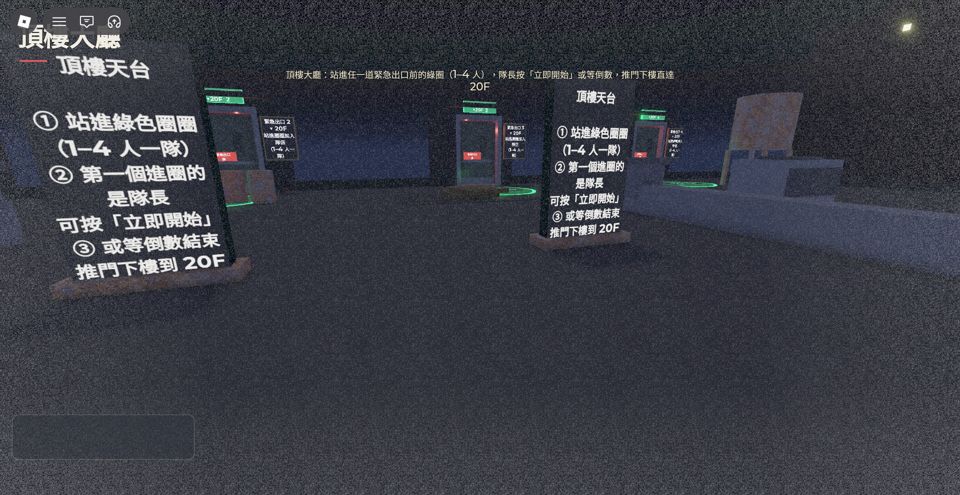 頂樓大廳
頂樓大廳：站進任一道緊急出口前的綠圈（1–4 人），隊長按「立即開始」或等倒數，推門下樓直達
20F
頂樓天台
① 站進綠色圈圈
（1–4 人一隊）
② 第一個進圈的
是隊長
可按「立即開始」
③ 或等倒數結束
推門下樓到 20F
緊急出口 2
▾ 20F
頂樓天台
① 站進綠色圈圈
（1–4 人一隊）
② 第一個進圈的
是隊長
可按「立即開始」
③ 或等倒數結束
推門下樓到 20F